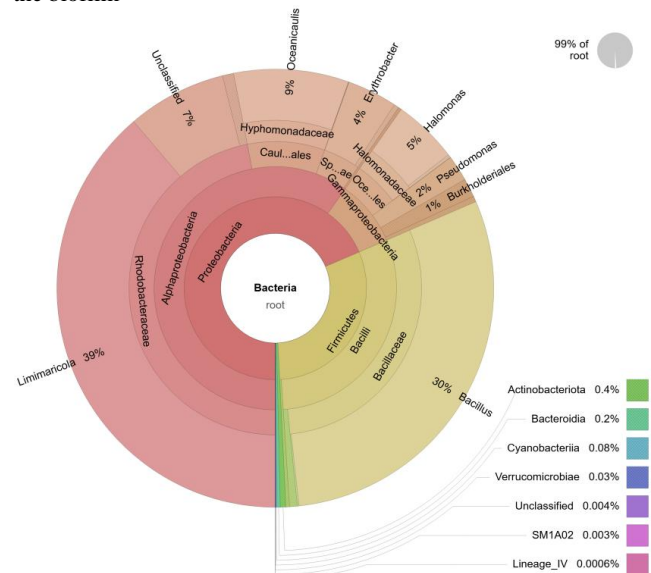 Unclassified 7%
Oceanicaulis 9%
Erythrobacter 4%
Halomonas 5%
Pseudomonas 2%
Burkholderiales 1%
99% of
root
Hyphomonadaceae
Caul...ales
Sp...ae
Oce...ies
Halomonadaceae
Gammaproteobacteria
Proteobacteria
Alphaproteobacteria
Rhodobacteraceae
Bacteria
root
Firmicutes
Bacilli
Bacillaceae
Limimaricola 39%
30% Bacillus
Actinobacteriota 0.4%
Bacteroidia 0.2%
Cyanobacteriia 0.08%
Verrucomicrobiae 0.03%
Unclassified 0.004%
SM1A02 0.003%
Lineage_IV 0.0006%